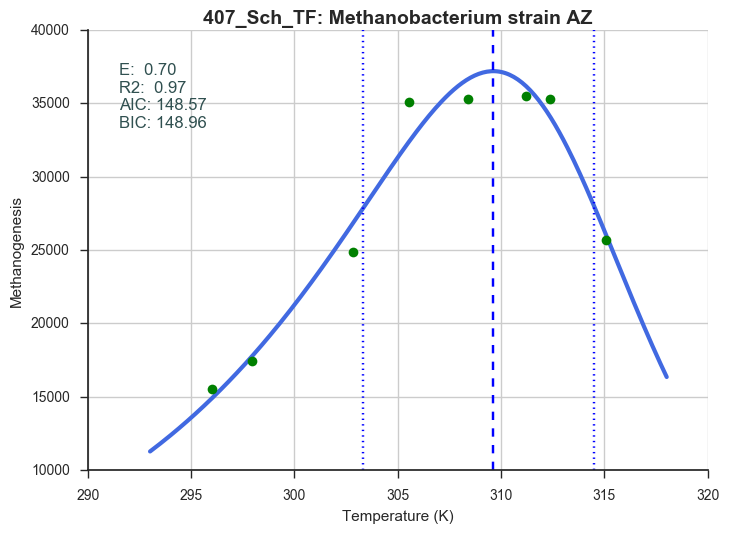 407_Sch_TF: Methanobacterium strain AZ
E:  0.70
R2:  0.97
AIC: 148.57
BIC: 148.96
Methanogenesis
40000
35000
30000
25000
20000
15000
10000
290 295 300 305 310 315 320
Temperature (K)